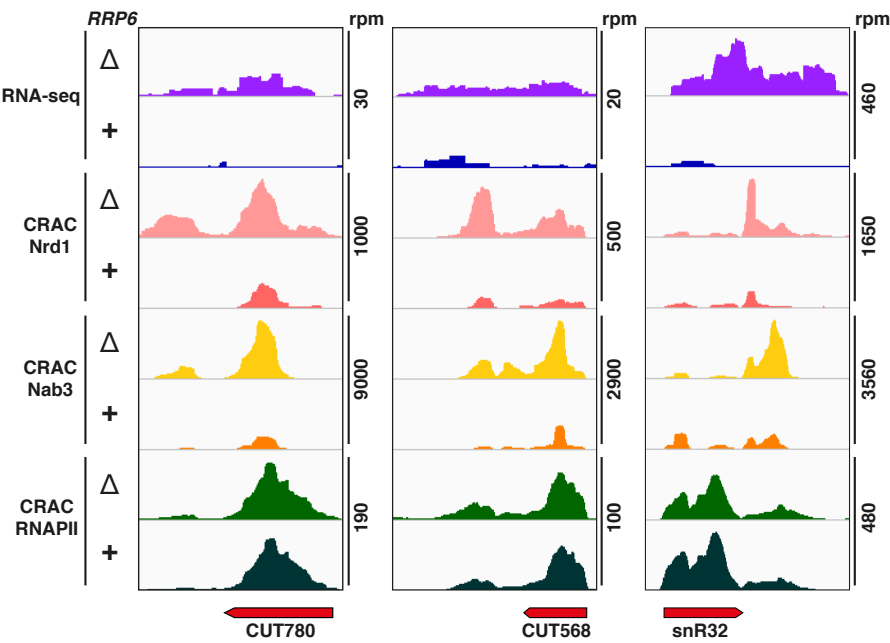 RRP6 rpm rpm rpm
RNA-seq Δ 30 20 460
+
CRAC Nrd1 Δ 1000 500 1650
+
CRAC Nab3 Δ 9000 2900 3560
+
CRAC RNAPII Δ 190 100 480
+
CUT780 CUT568 snR32